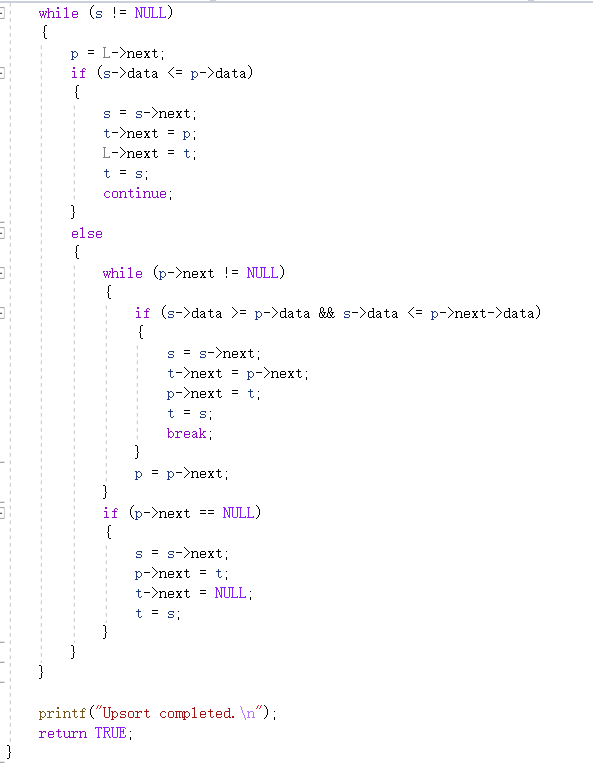 while (s != NULL)
{
p = L->next;
if (s->data <= p->data)
{
s = s->next;
t->next = p;
L->next = t;
t = s;
continue;
}
else
{
while (p->next != NULL)
{
if (s->data >= p->data && s->data <= p->next->data)
{
s = s->next;
t->next = p->next;
p->next = t;
t = s;
break;
}
p = p->next;
}
if (p->next == NULL)
{
s = s->next;
p->next = t;
t->next = NULL;
t = s;
}
}
}
printf("Upsort completed.\n");
return TRUE;
}